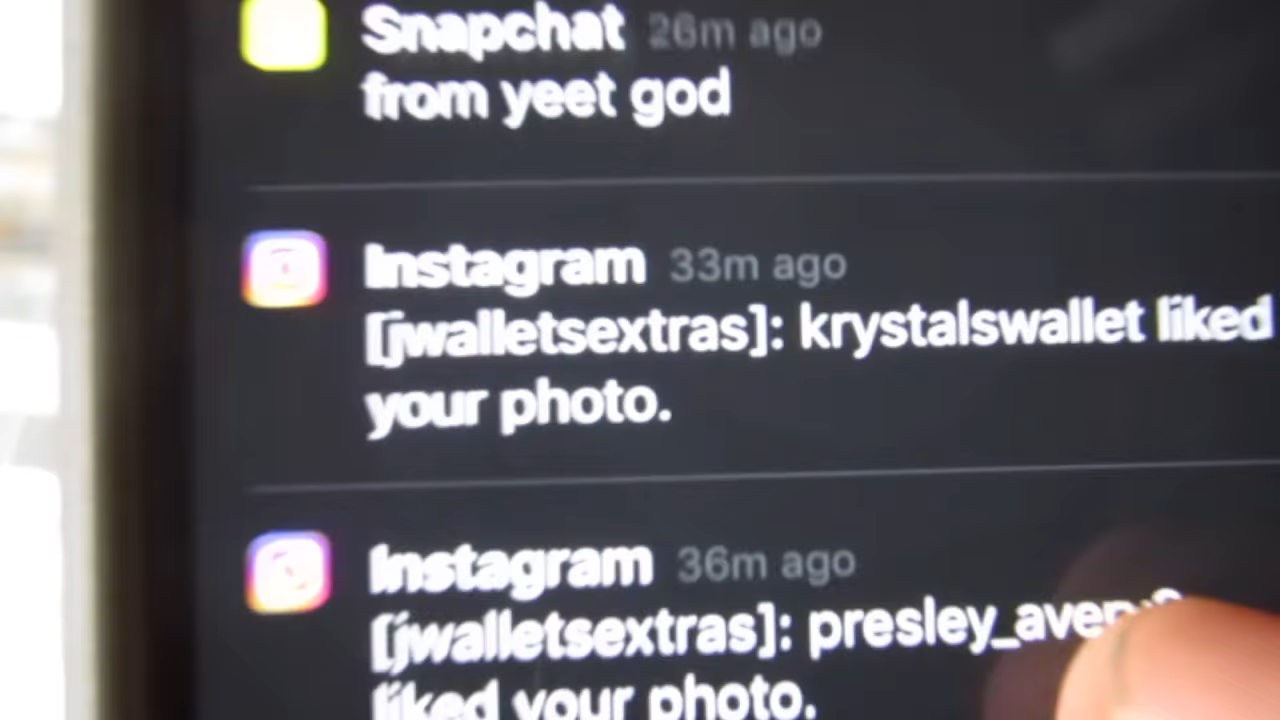 Snapchat 26m ago
from yeet god
Instagram 33m ago
[jwalletsextras]: krystalswallet liked
your photo.
Instagram 36m ago
[jwalletsextras]:
liked your photo.